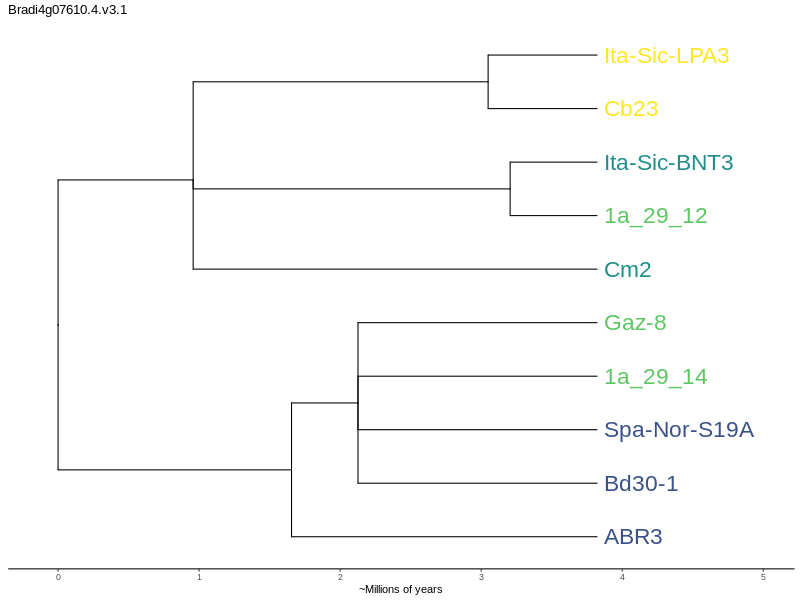 Bradi4g07610.4.v3.1
Ita-Sic-LPA3
Cb23
Ita-Sic-BNT3
1a_29_12
Cm2
Gaz-8
1a_29_14
Spa-Nor-S19A
Bd30-1
ABR3
0 1 2 3 4 5
~Millions of years